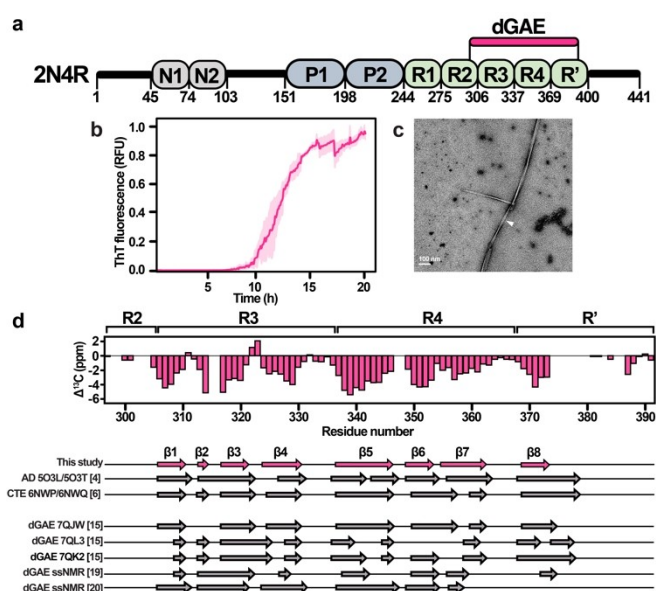 a
dGAE
2N4R
N1 N2 P1 P2 R1 R2 R3 R4 R'
1 45 74 103 151 198 244 275 306 337 369 400 441
b
ThT fluorescence (RFU)
1.0
0.8
0.6
0.4
0.2
0.0
5 10 15 20
Time (h)
c
100 nm
d
R2 R3 R4 R'
Δ¹³C (ppm)
2
0
-2
-4
-6
300 310 320 330 340 350 360 370 380 390
Residue number
β1 β2 β3 β4 β5 β6 β7 β8
This study
AD 5O3L/5O3T [4]
CTE 6NWP/6NWQ [6]
dGAE 7QJW [15]
dGAE 7QL3 [15]
dGAE 7QK2 [15]
dGAE ssNMR [19]
dGAE ssNMR [20]